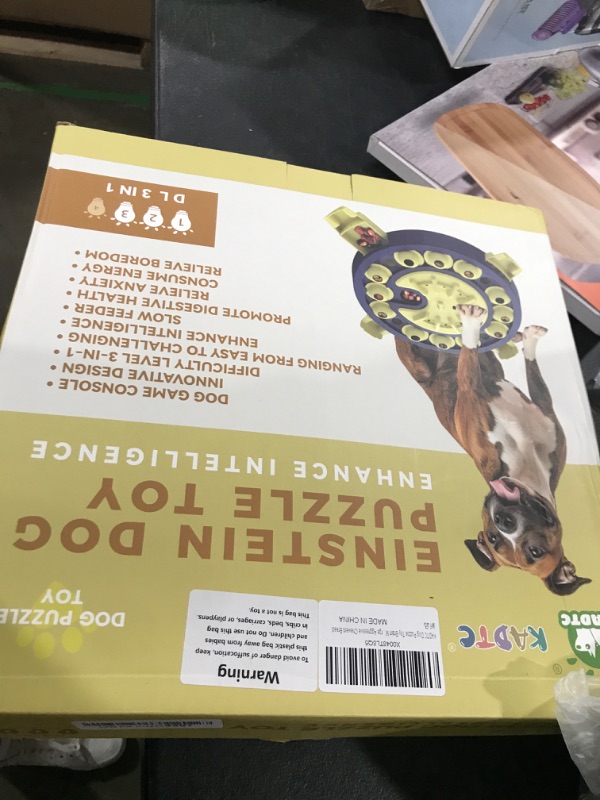 KADTC
DOG PUZZLE
TOY
X0048TL5Q5
MADE IN CHINA
Warning
To avoid danger of suffocation, keep
this plastic bag away from babies
and children. Do not use this bag
in cribs, beds, carriages, or playpens.
This bag is not a toy.
EINSTEIN DOG
PUZZLE TOY
ENHANCE INTELLIGENCE
• DOG GAME CONSOLE
• INNOVATIVE DESIGN
• DIFFICULTY LEVEL 3-IN-1
RANGING FROM EASY TO CHALLENGING
• ENHANCE INTELLIGENCE
• SLOW FEEDER
• PROMOTE DIGESTIVE HEALTH
• RELIEVE ANXIETY
• CONSUME ENERGY
• RELIEVE BOREDOM
1 2 3 4
DL 3 IN 1